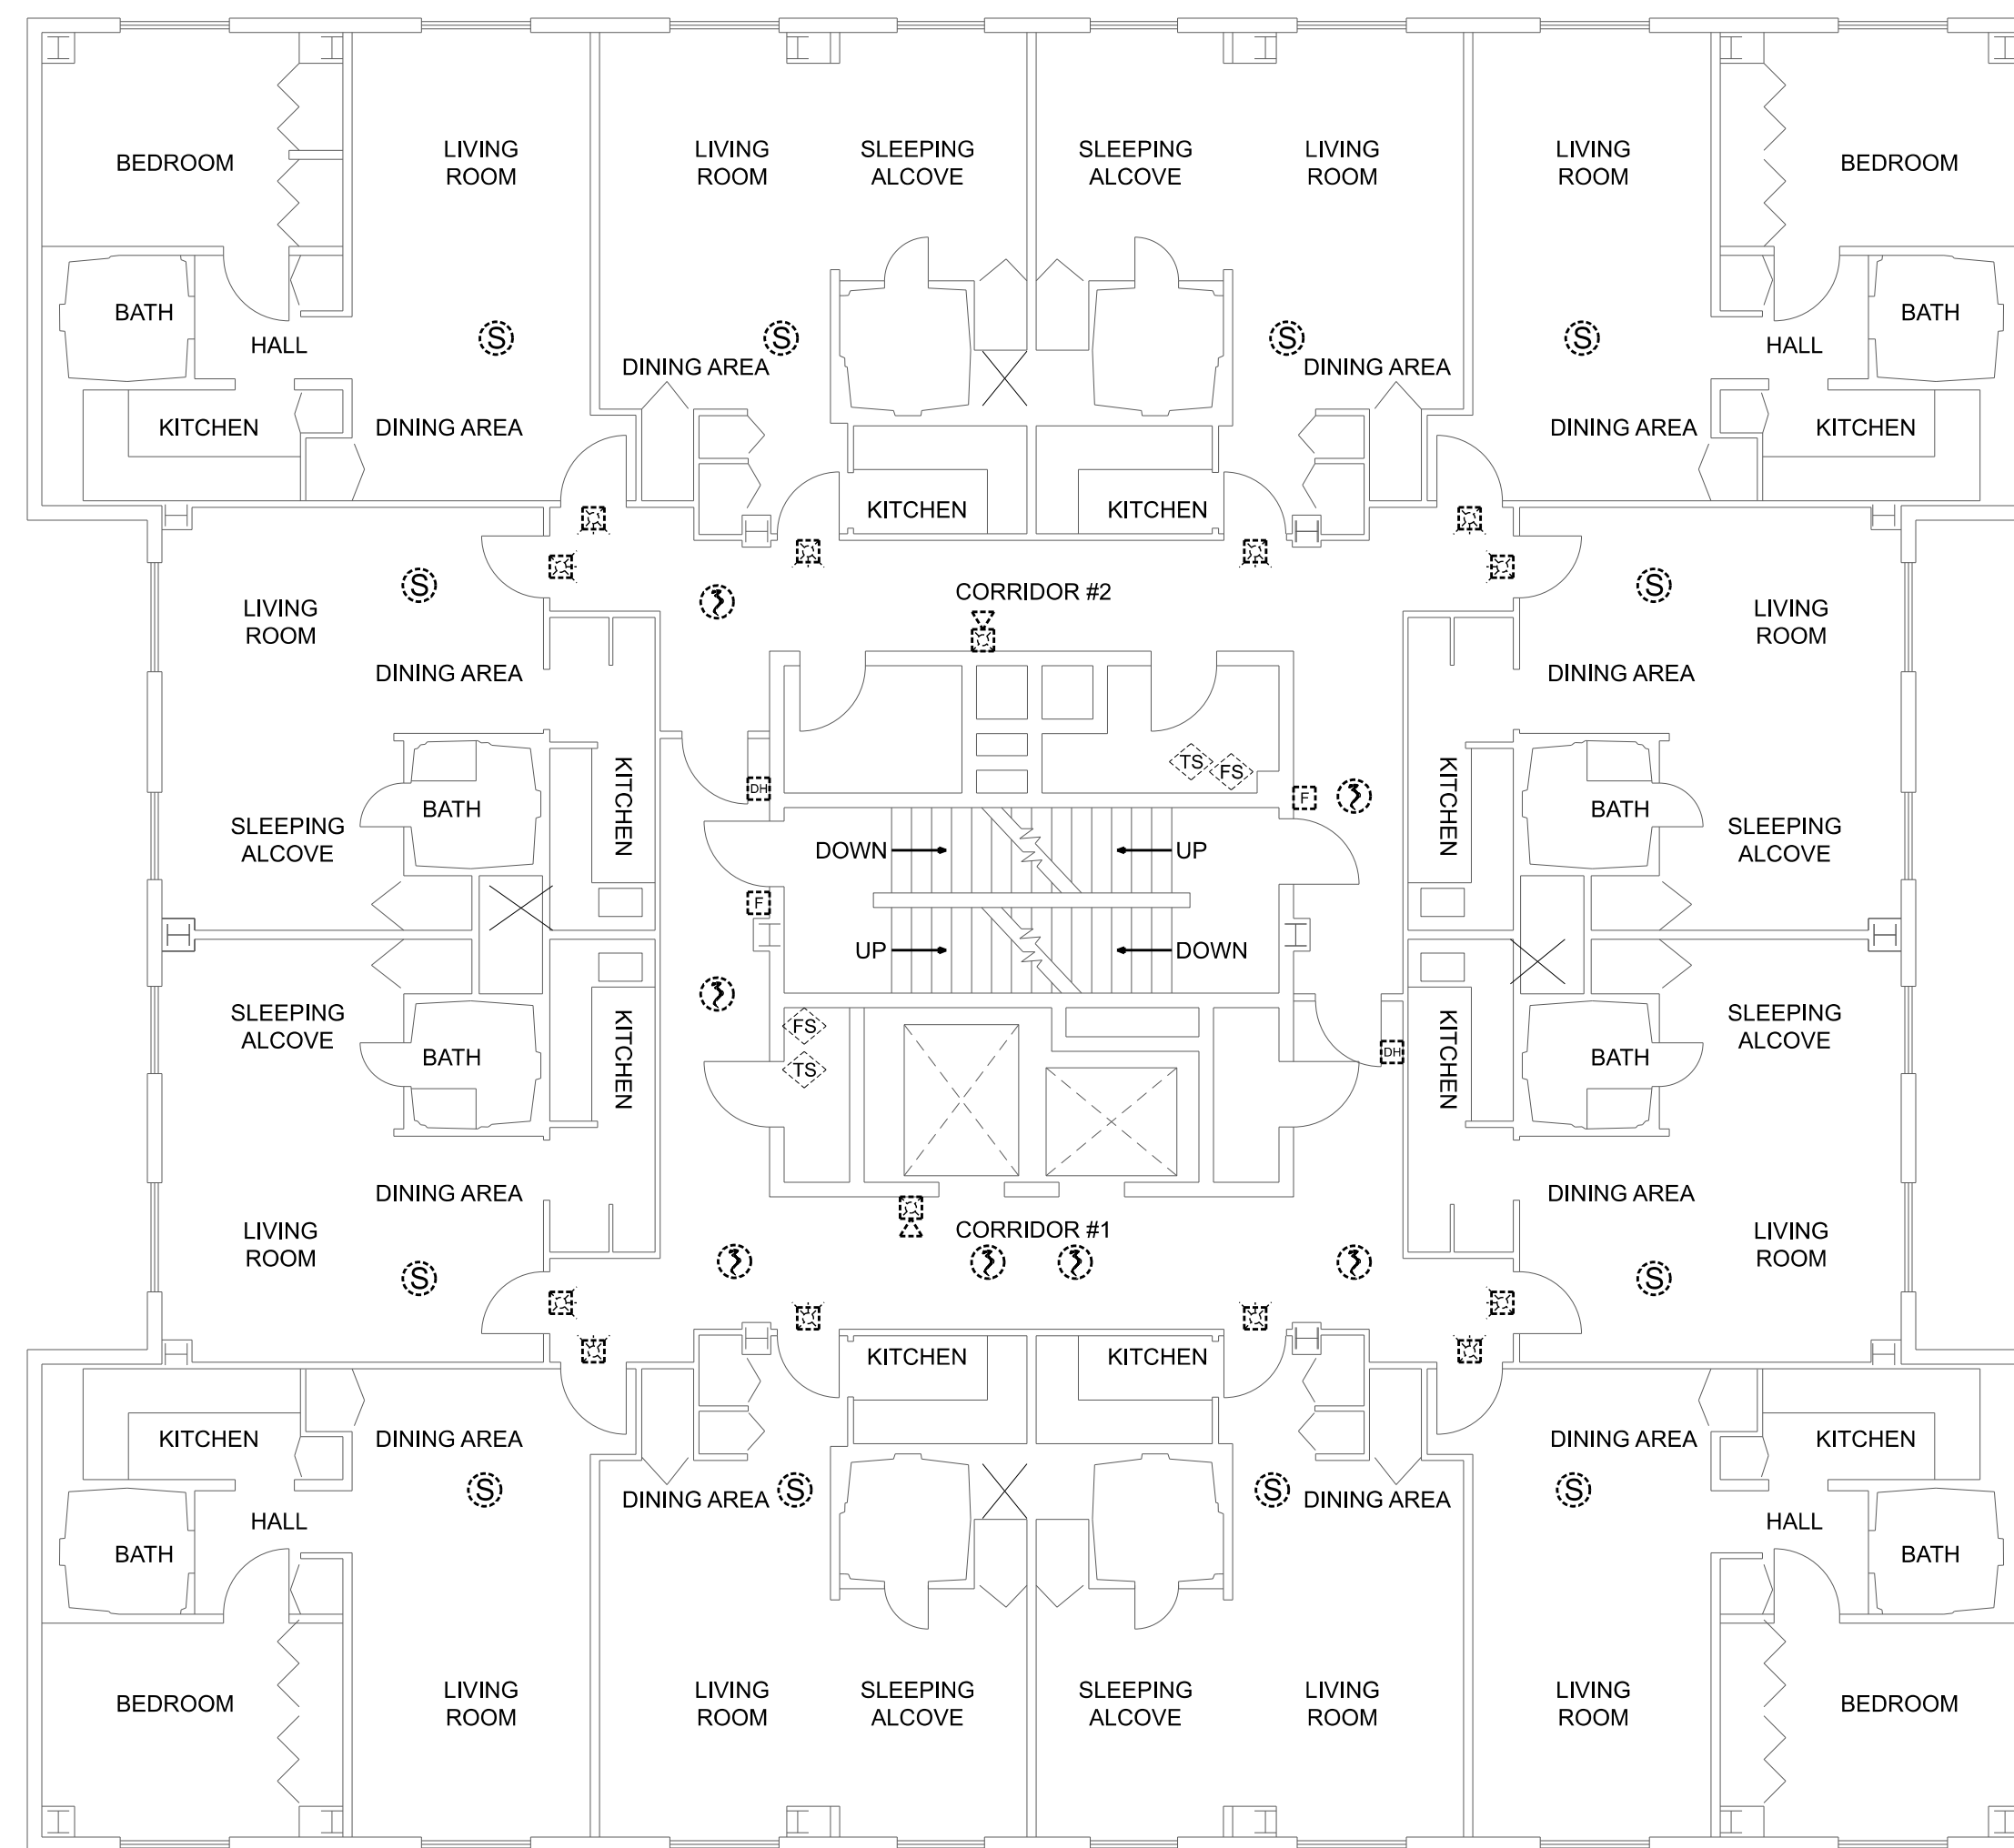 BEDROOM
LIVING
ROOM
LIVING
ROOM
SLEEPING
ALCOVE
SLEEPING
ALCOVE
LIVING
ROOM
LIVING
ROOM
BEDROOM
BATH
HALL
S
S
DINING AREA
S
DINING AREA
S
HALL
BATH
KITCHEN
DINING AREA
DINING AREA
KITCHEN
KITCHEN
KITCHEN
S
LIVING
ROOM
CORRIDOR #2
S
LIVING
ROOM
DINING AREA
DINING AREA
KITCHEN
DH
TS
FS
F
KITCHEN
BATH
BATH
SLEEPING
ALCOVE
DOWN
UP
SLEEPING
ALCOVE
F
UP
DOWN
SLEEPING
ALCOVE
FS
SLEEPING
ALCOVE
BATH
KITCHEN
TS
DH
KITCHEN
BATH
DINING AREA
DINING AREA
LIVING
ROOM
CORRIDOR #1
LIVING
ROOM
S
S
KITCHEN
KITCHEN
KITCHEN
DINING AREA
DINING AREA
KITCHEN
S
DINING AREA
S
S
DINING AREA
S
HALL
HALL
BATH
BATH
BEDROOM
LIVING
ROOM
LIVING
ROOM
SLEEPING
ALCOVE
SLEEPING
ALCOVE
LIVING
ROOM
LIVING
ROOM
BEDROOM